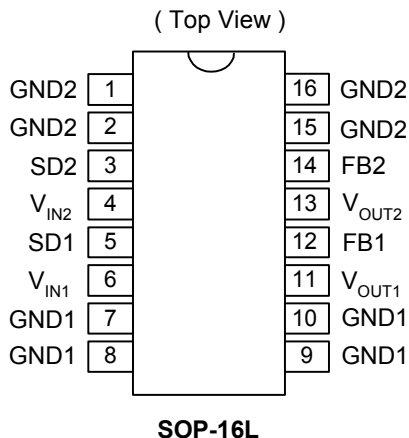 ( Top View )
GND2 1 16 GND2
GND2 2 15 GND2
SD2 3 14 FB2
VIN2 4 13 VOUT2
SD1 5 12 FB1
VIN1 6 11 VOUT1
GND1 7 10 GND1
GND1 8 9 GND1
SOP-16L